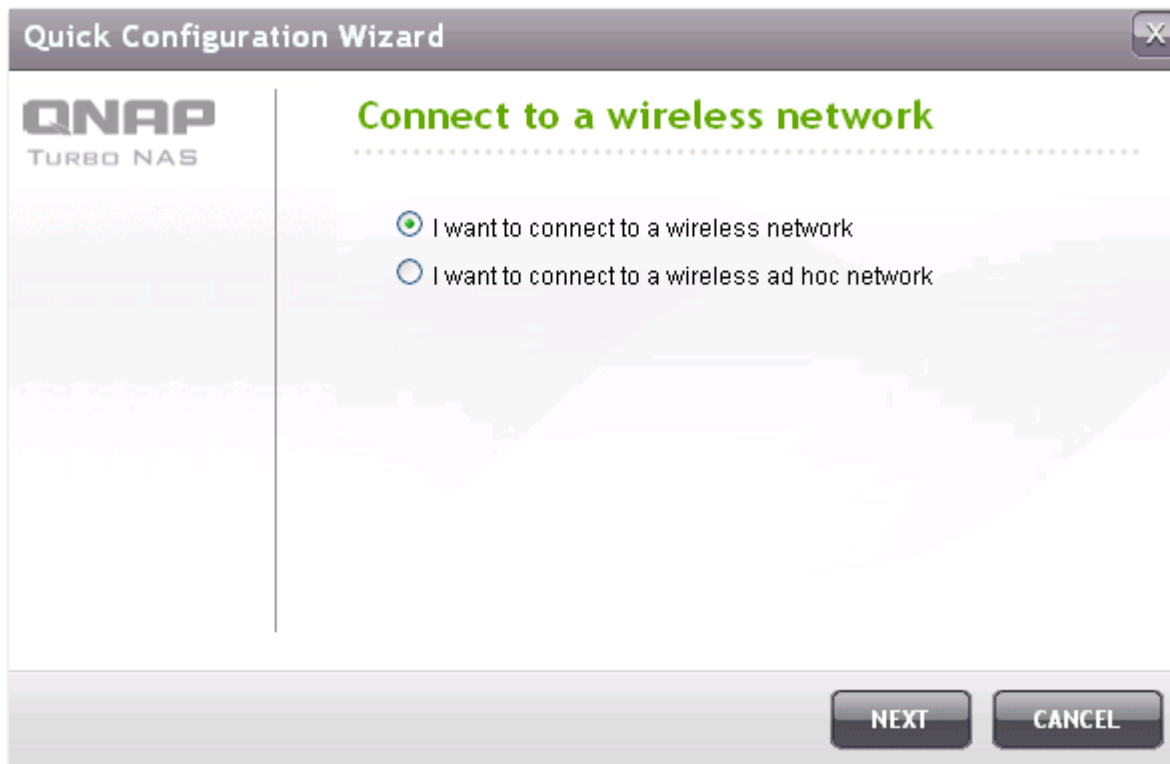 Quick Configuration Wizard
X
QNAP
TURBO NAS
Connect to a wireless network
I want to connect to a wireless network
I want to connect to a wireless ad hoc network
NEXT
CANCEL